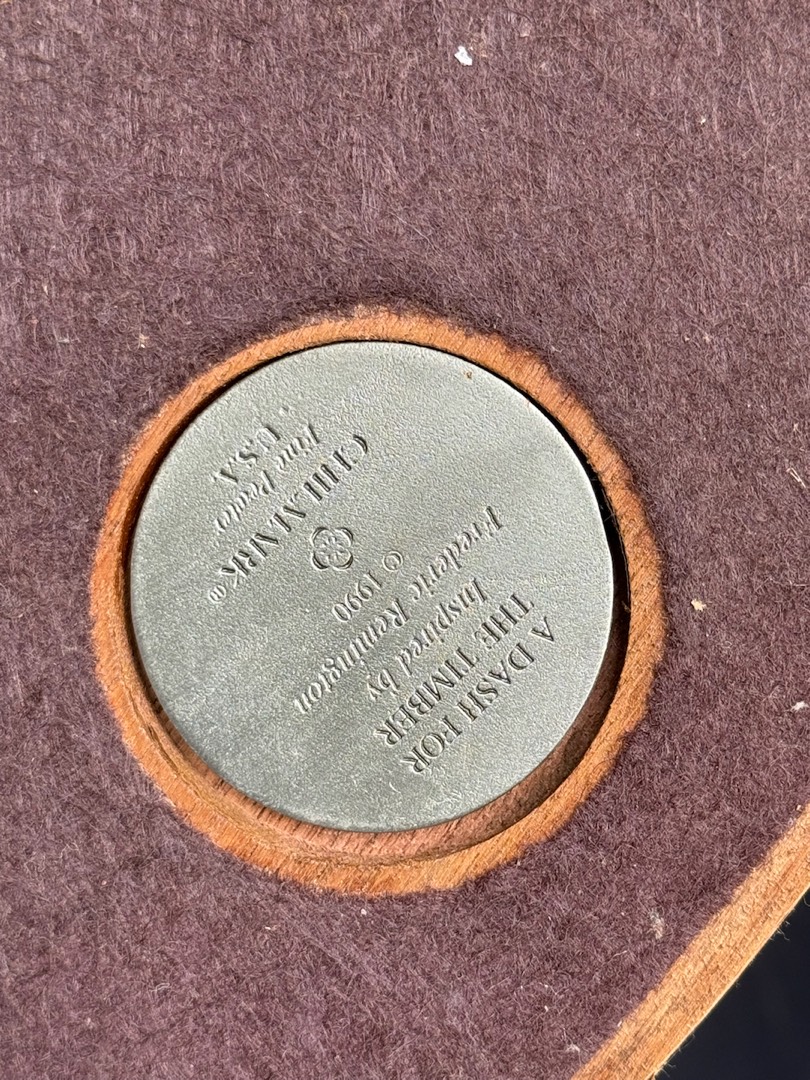 A DASH FOR
THE TIMBER
Inspired by
Frederic Remington
© 1990
CHILMARK®
Fine Pewter
U.S.A.